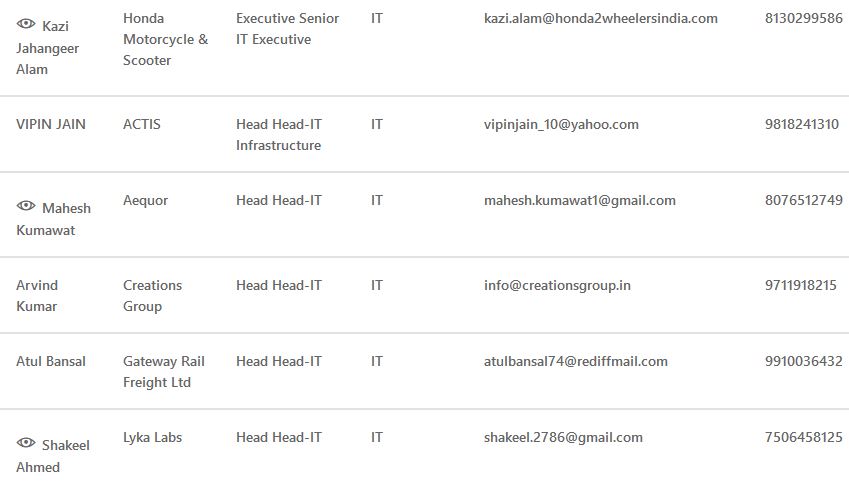 Kazi Jahangeer Alam Honda Motorcycle & Scooter Executive Senior IT Executive IT kazi.alam@honda2wheelersindia.com 8130299586
VIPIN JAIN ACTIS Head Head-IT Infrastructure IT vipinjain_10@yahoo.com 9818241310
Mahesh Kumawat Aequor Head Head-IT IT mahesh.kumawat1@gmail.com 8076512749
Arvind Kumar Creations Group Head Head-IT IT info@creationsgroup.in 9711918215
Atul Bansal Gateway Rail Freight Ltd Head Head-IT IT atulbansal74@rediffmail.com 9910036432
Shakeel Ahmed Lyka Labs Head Head-IT IT shakeel.2786@gmail.com 7506458125